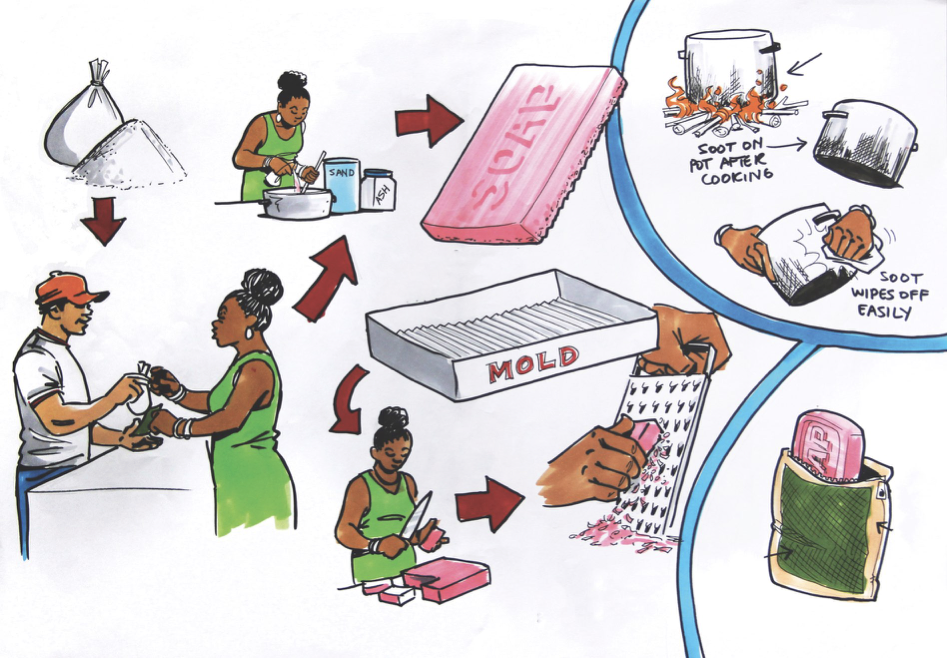 SAND
ASH
SOAP
MOLD
SOOT ON
POT AFTER
COOKING
SOOT
WIPES OFF
EASILY